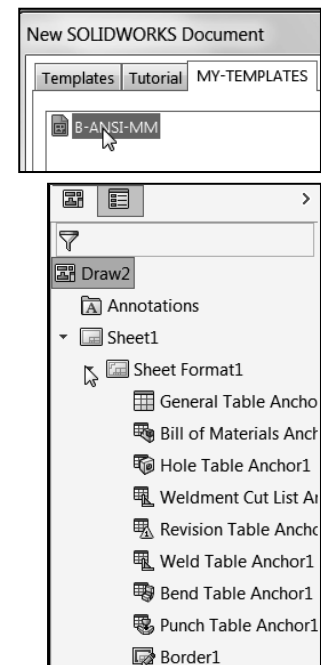 New SOLIDWORKS Document
Templates Tutorial MY-TEMPLATES
B-ANSI-MM
Draw2
A Annotations
Sheet1
Sheet Format1
General Table Ancho
Bill of Materials Anch
Hole Table Anchor1
Weldment Cut List A
Revision Table Ancho
Weld Table Anchor1
Bend Table Anchor1
Punch Table Anchor1
Border1